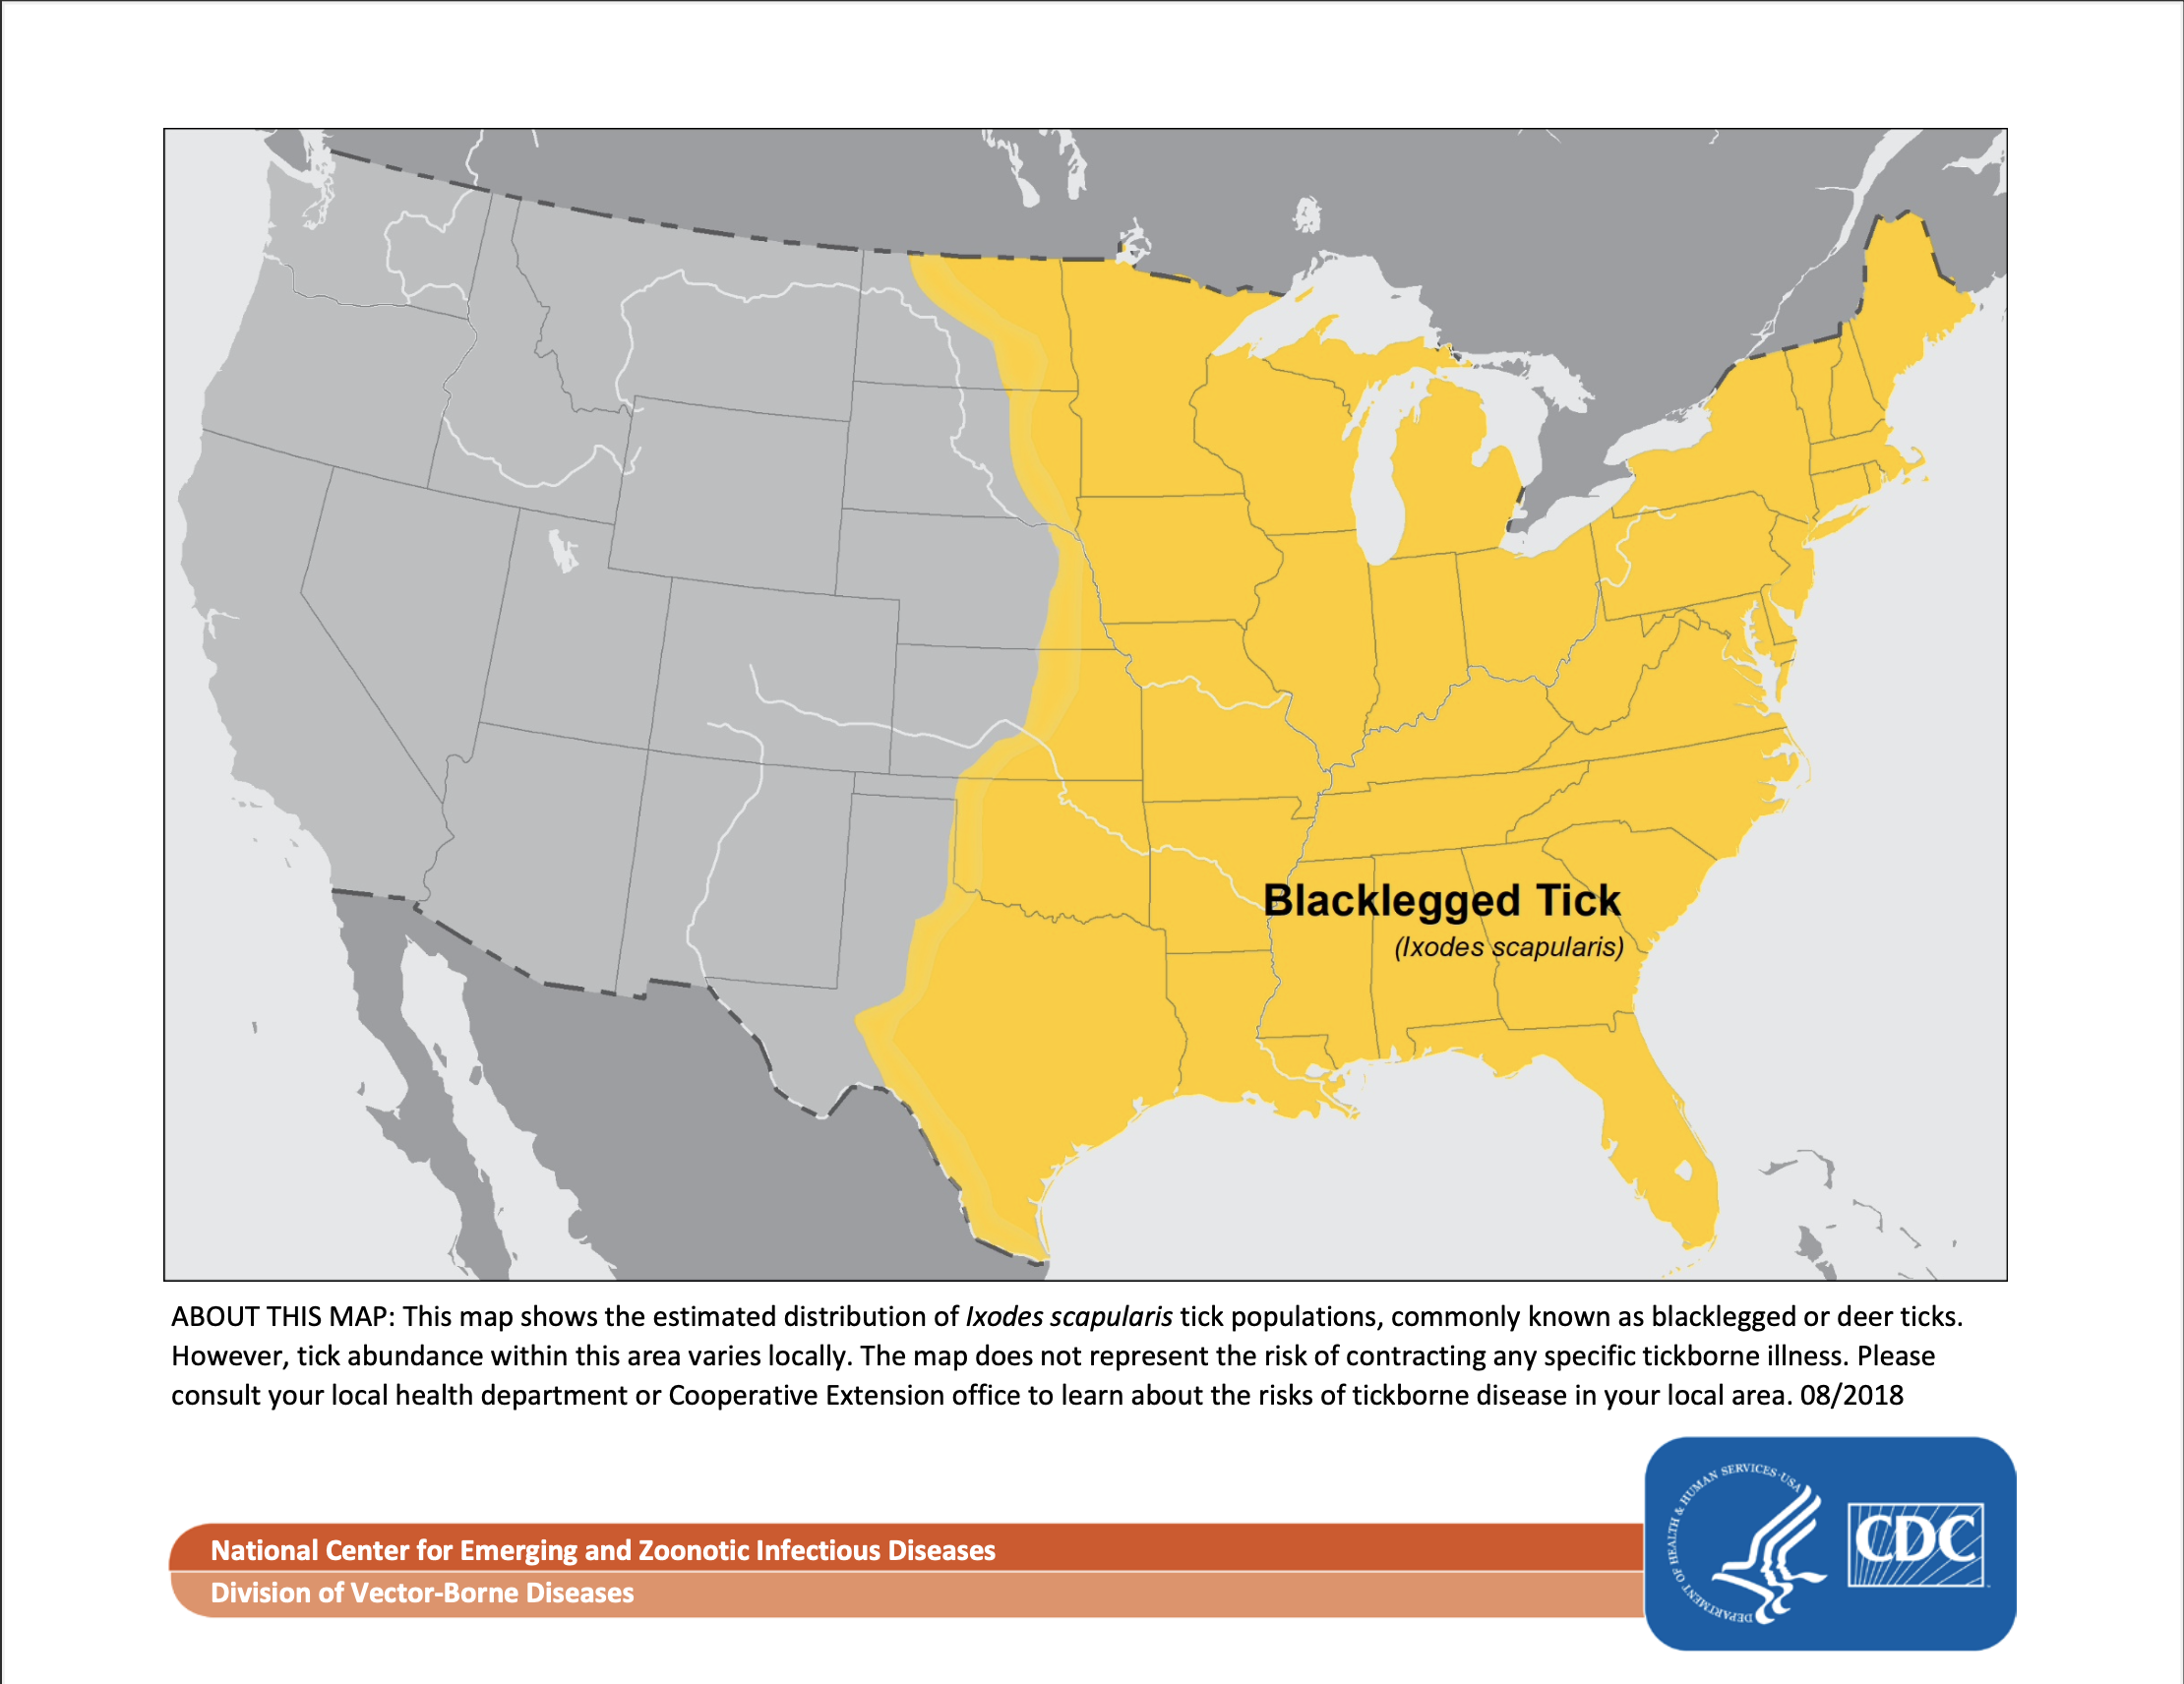 Blacklegged Tick
(Ixodes scapularis)
ABOUT THIS MAP: This map shows the estimated distribution of Ixodes scapularis tick populations, commonly known as blacklegged or deer ticks.
However, tick abundance within this area varies locally. The map does not represent the risk of contracting any specific tickborne illness. Please
consult your local health department or Cooperative Extension office to learn about the risks of tickborne disease in your local area. 08/2018
National Center for Emerging and Zoonotic Infectious Diseases
Division of Vector-Borne Diseases
DEPARTMENT OF HEALTH & HUMAN SERVICES·USA
CDC